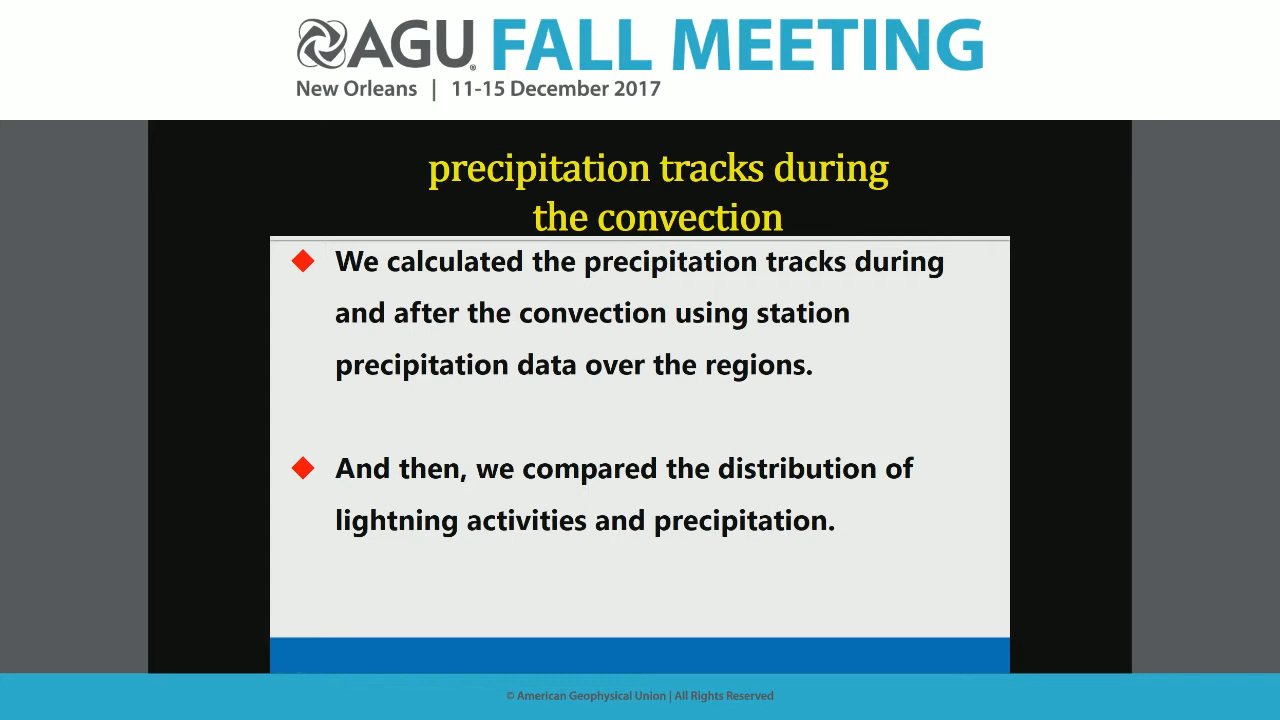 AGU FALL MEETING
New Orleans | 11-15 December 2017
precipitation tracks during
the convection
We calculated the precipitation tracks during
and after the convection using station
precipitation data over the regions.
And then, we compared the distribution of
lightning activities and precipitation.
© American Geophysical Union | All Rights Reserved